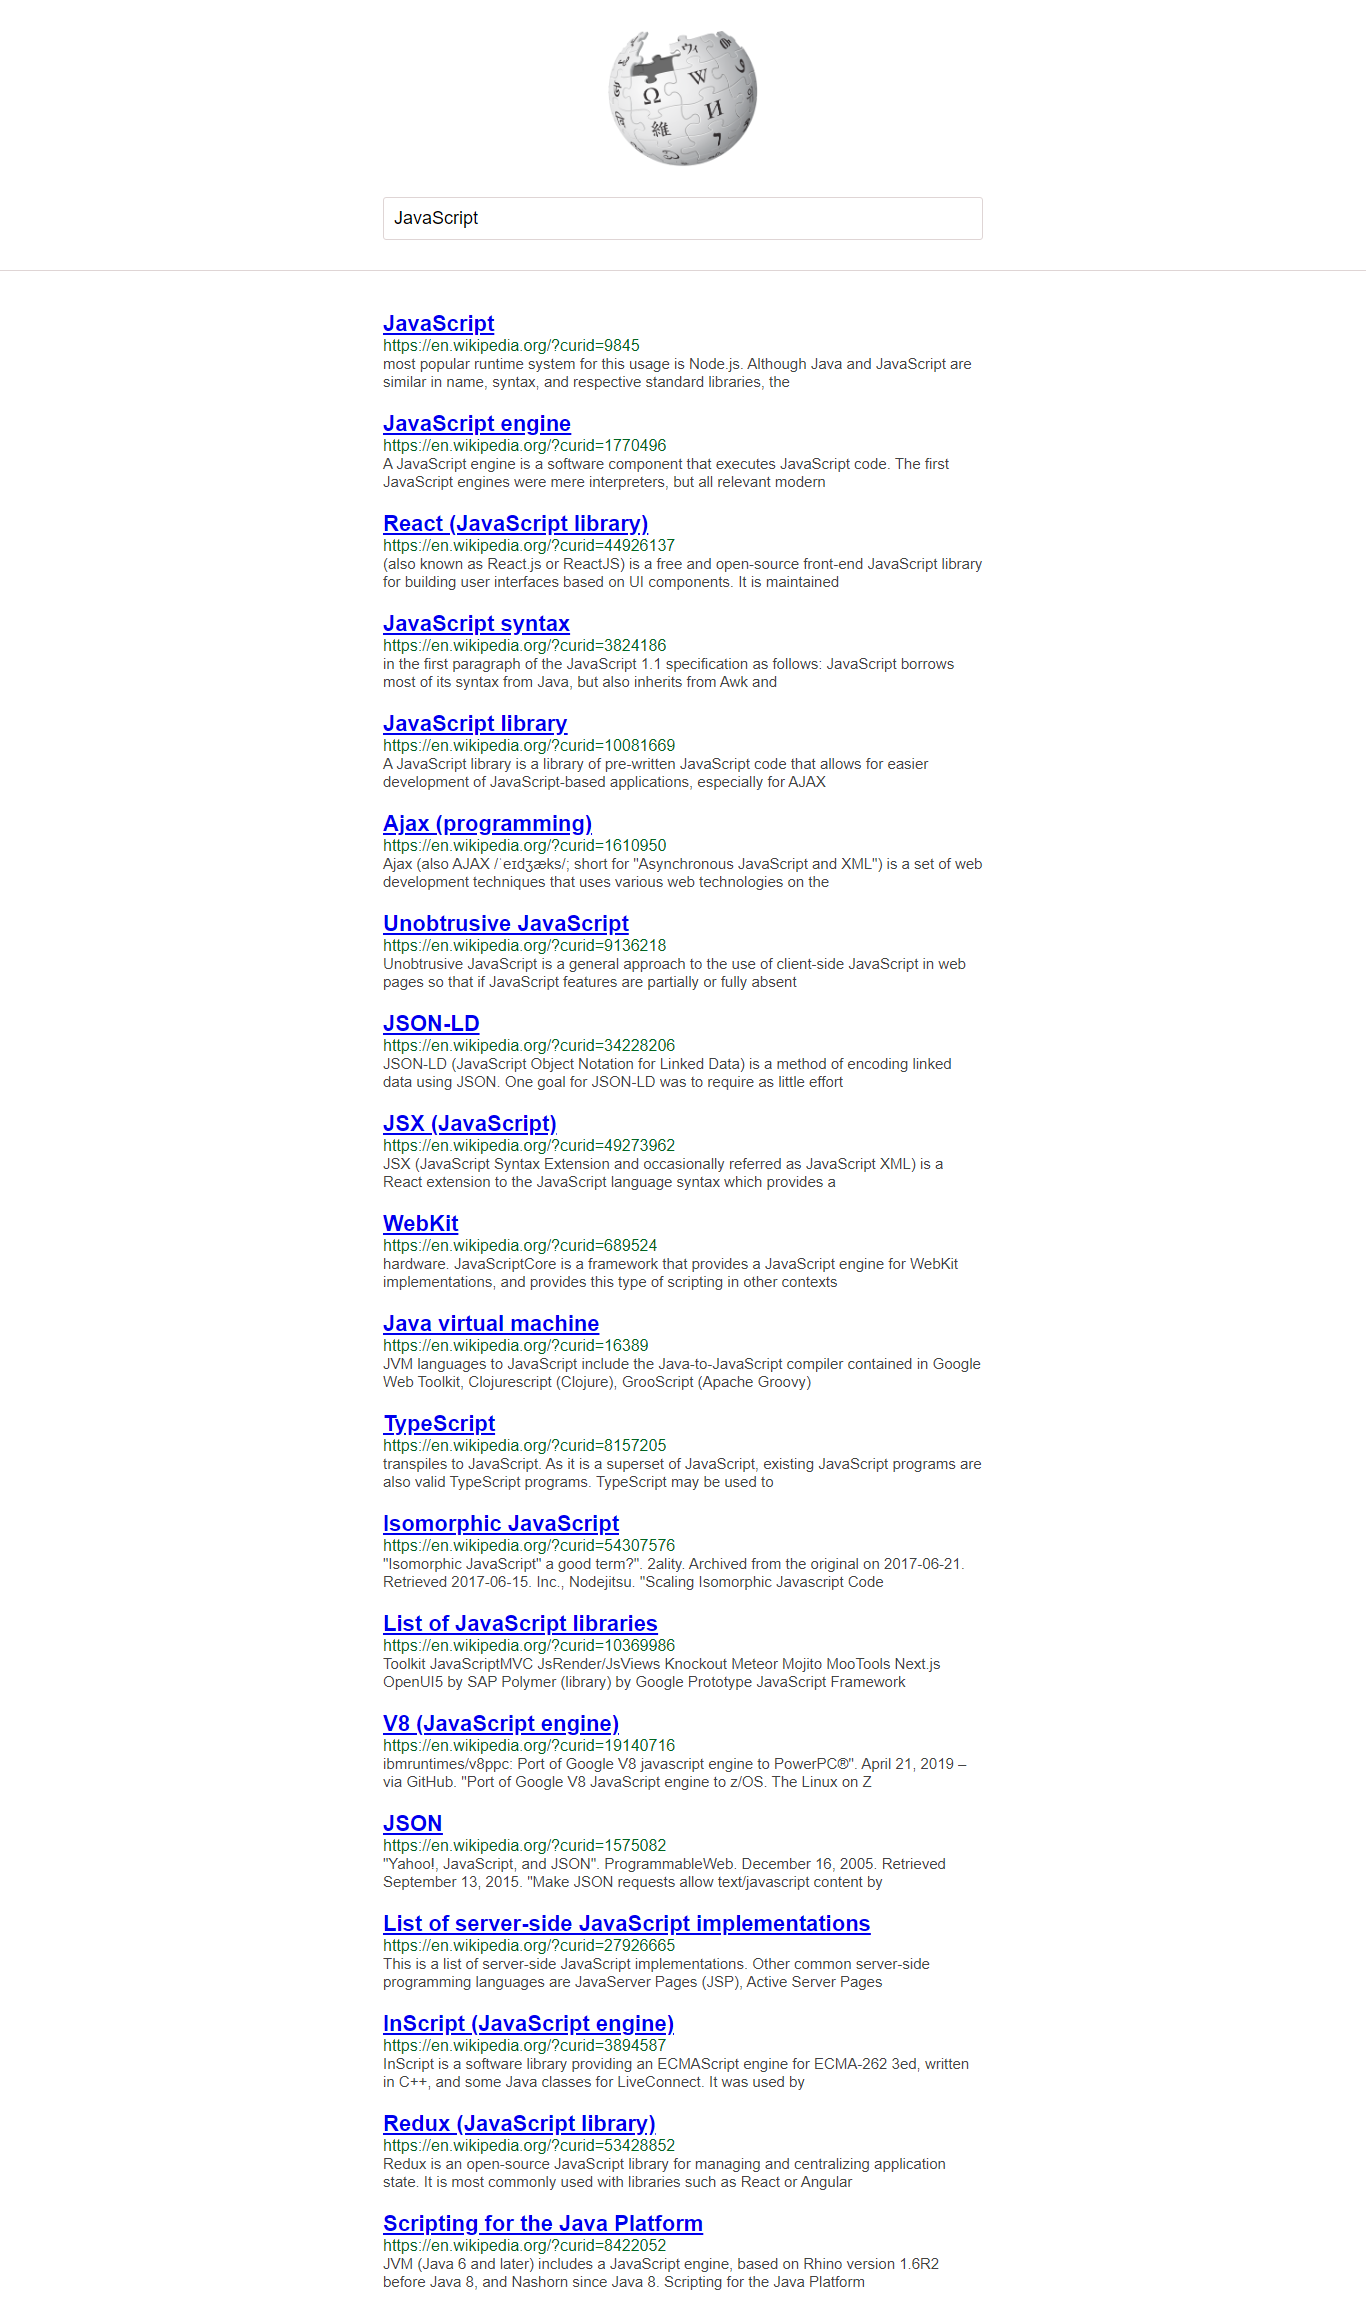 Ω W И 維 ウィ 7
JavaScript
JavaScript
https://en.wikipedia.org/?curid=9845
most popular runtime system for this usage is Node.js. Although Java and JavaScript are
similar in name, syntax, and respective standard libraries, the
JavaScript engine
https://en.wikipedia.org/?curid=1770496
A JavaScript engine is a software component that executes JavaScript code. The first
JavaScript engines were mere interpreters, but all relevant modern
React (JavaScript library)
https://en.wikipedia.org/?curid=44926137
(also known as React.js or ReactJS) is a free and open-source front-end JavaScript library
for building user interfaces based on UI components. It is maintained
JavaScript syntax
https://en.wikipedia.org/?curid=3824186
in the first paragraph of the JavaScript 1.1 specification as follows: JavaScript borrows
most of its syntax from Java, but also inherits from Awk and
JavaScript library
https://en.wikipedia.org/?curid=10081669
A JavaScript library is a library of pre-written JavaScript code that allows for easier
development of JavaScript-based applications, especially for AJAX
Ajax (programming)
https://en.wikipedia.org/?curid=1610950
Ajax (also AJAX /ˈeɪdʒæks/; short for "Asynchronous JavaScript and XML") is a set of web
development techniques that uses various web technologies on the
Unobtrusive JavaScript
https://en.wikipedia.org/?curid=9136218
Unobtrusive JavaScript is a general approach to the use of client-side JavaScript in web
pages so that if JavaScript features are partially or fully absent
JSON-LD
https://en.wikipedia.org/?curid=34228206
JSON-LD (JavaScript Object Notation for Linked Data) is a method of encoding linked
data using JSON. One goal for JSON-LD was to require as little effort
JSX (JavaScript)
https://en.wikipedia.org/?curid=49273962
JSX (JavaScript Syntax Extension and occasionally referred as JavaScript XML) is a
React extension to the JavaScript language syntax which provides a
WebKit
https://en.wikipedia.org/?curid=689524
hardware. JavaScriptCore is a framework that provides a JavaScript engine for WebKit
implementations, and provides this type of scripting in other contexts
Java virtual machine
https://en.wikipedia.org/?curid=16389
JVM languages to JavaScript include the Java-to-JavaScript compiler contained in Google
Web Toolkit, Clojurescript (Clojure), GrooScript (Apache Groovy)
TypeScript
https://en.wikipedia.org/?curid=8157205
transpiles to JavaScript. As it is a superset of JavaScript, existing JavaScript programs are
also valid TypeScript programs. TypeScript may be used to
Isomorphic JavaScript
https://en.wikipedia.org/?curid=54307576
"Isomorphic JavaScript" a good term?". 2ality. Archived from the original on 2017-06-21.
Retrieved 2017-06-15. Inc., Nodejitsu. "Scaling Isomorphic Javascript Code
List of JavaScript libraries
https://en.wikipedia.org/?curid=10369986
Toolkit JavaScriptMVC JsRender/JsViews Knockout Meteor Mojito MooTools Next.js
OpenUI5 by SAP Polymer (library) by Google Prototype JavaScript Framework
V8 (JavaScript engine)
https://en.wikipedia.org/?curid=19140716
ibmruntimes/v8ppc: Port of Google V8 javascript engine to PowerPC®". April 21, 2019 –
via GitHub. "Port of Google V8 JavaScript engine to z/OS. The Linux on Z
JSON
https://en.wikipedia.org/?curid=1575082
"Yahoo!, JavaScript, and JSON". ProgrammableWeb. December 16, 2005. Retrieved
September 13, 2015. "Make JSON requests allow text/javascript content by
List of server-side JavaScript implementations
https://en.wikipedia.org/?curid=27926665
This is a list of server-side JavaScript implementations. Other common server-side
programming languages are JavaServer Pages (JSP), Active Server Pages
InScript (JavaScript engine)
https://en.wikipedia.org/?curid=3894587
InScript is a software library providing an ECMAScript engine for ECMA-262 3ed, written
in C++, and some Java classes for LiveConnect. It was used by
Redux (JavaScript library)
https://en.wikipedia.org/?curid=53428852
Redux is an open-source JavaScript library for managing and centralizing application
state. It is most commonly used with libraries such as React or Angular
Scripting for the Java Platform
https://en.wikipedia.org/?curid=8422052
JVM (Java 6 and later) includes a JavaScript engine, based on Rhino version 1.6R2
before Java 8, and Nashorn since Java 8. Scripting for the Java Platform